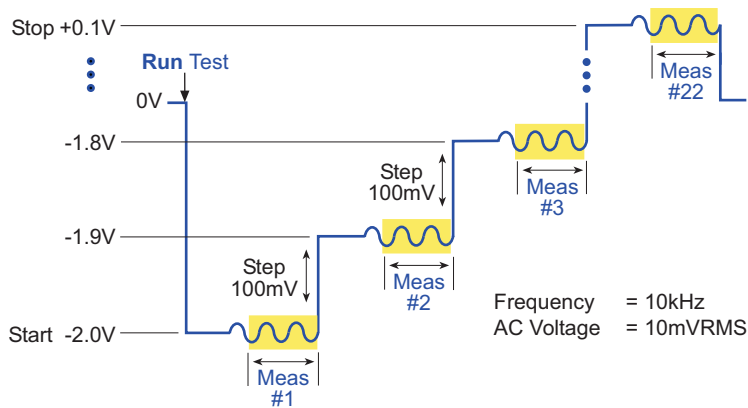 Stop +0.1V
Run Test
0V
Meas
#22
-1.8V
Step
100mV
Meas
#3
-1.9V
Step
100mV
Meas
#2
Frequency = 10kHz
AC Voltage = 10mVRMS
Start -2.0V
Meas
#1